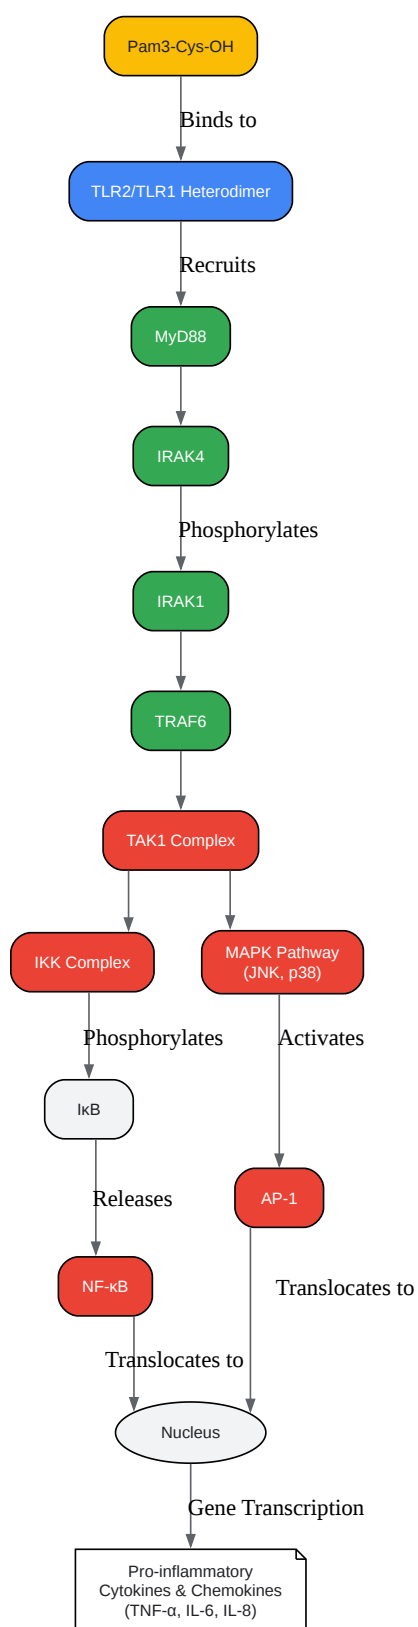 Pam3-Cys-OH
Binds to
TLR2/TLR1 Heterodimer
Recruits
MyD88
IRAK4
Phosphorylates
IRAK1
TRAF6
TAK1 Complex
IKK Complex
MAPK Pathway
(JNK, p38)
Phosphorylates
Activates
IκB
Releases
AP-1
NF-κB
Translocates to
Translocates to
Nucleus
Gene Transcription
Pro-inflammatory
Cytokines & Chemokines
(TNF-α, IL-6, IL-8)